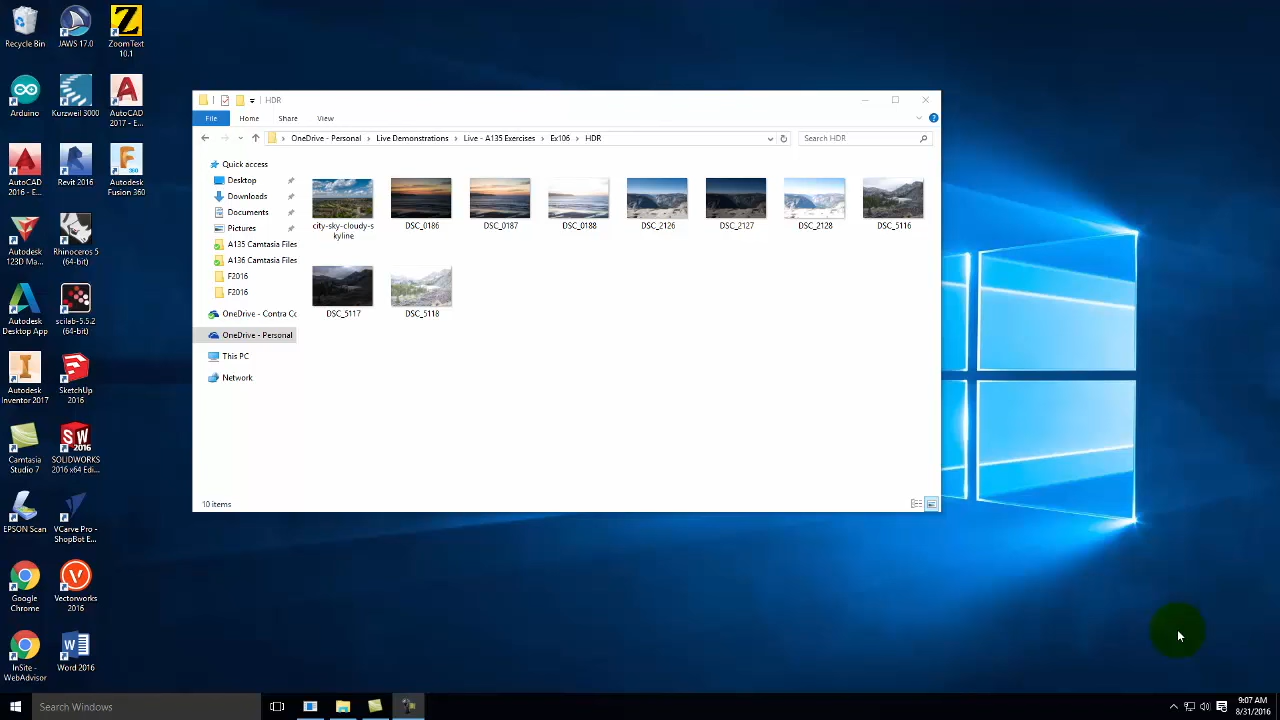 Recycle Bin
JAWS 17.0
ZoomText
10.1
Arduino
Kurzweil 3000
AutoCAD
2017 - E...
AutoCAD
2016 - E...
Revit 2016
Autodesk
Fusion 360
Autodesk
123D Ma...
Rhinoceros 5
(64-bit)
Autodesk
Desktop App
scilab-5.5.2
(64-bit)
Autodesk
Inventor 2017
SketchUp
2016
Camtasia
Studio 7
SOLIDWORKS
2016 x64 Edi...
EPSON Scan
VCarve Pro -
ShopBot E...
Google
Chrome
Vectorworks
2016
InSite -
WebAdvisor
Word 2016
HDR
File
Home
Share
View
OneDrive - Personal
Live Demonstrations
Live - A135 Exercises
Ex106
HDR
Search HDR
Quick access
Desktop
Downloads
Documents
Pictures
A135 Camtasia Files
A136 Camtasia Files
F2016
F2016
OneDrive - Contra Cc
OneDrive - Personal
This PC
Network
city-sky-cloudy-s
kyline
DSC_0186
DSC_0187
DSC_0188
DSC_2126
DSC_2127
DSC_2128
DSC_5116
DSC_5117
DSC_5118
10 items
Search Windows
9:07 AM
8/31/2016